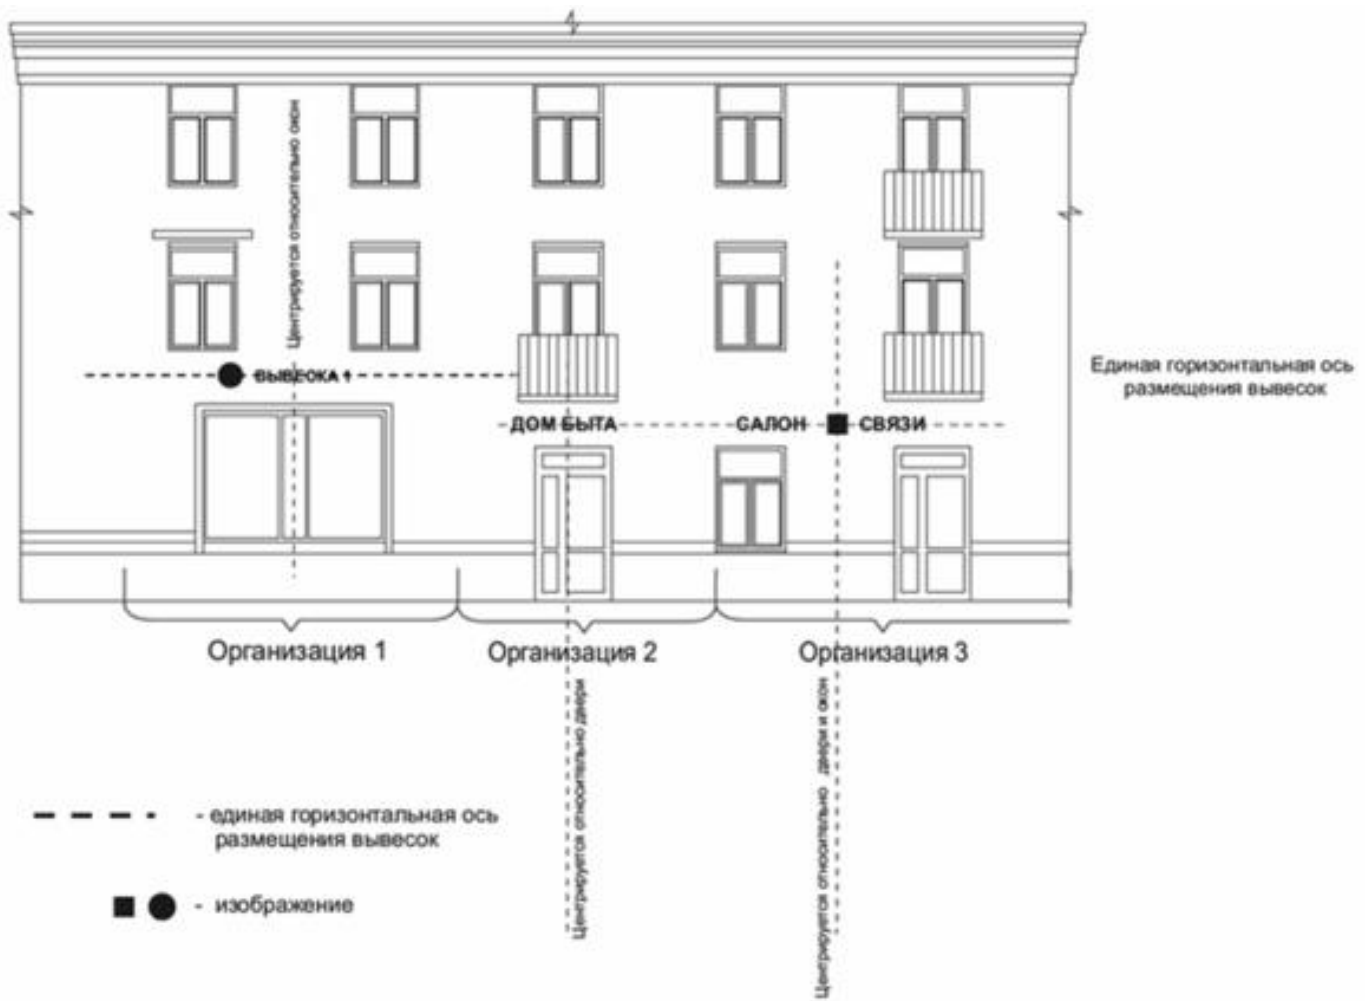 Центрируется относительно окон
ВЫВЕСКА 1
Единая горизонтальная ось
размещения вывесок
ДОМ БЫТА
САЛОН СВЯЗИ
Организация 1
Организация 2
Организация 3
Центрируется относительно двери
Центрируется относительно двери и окон
- единая горизонтальная ось
размещения вывесок
- изображение